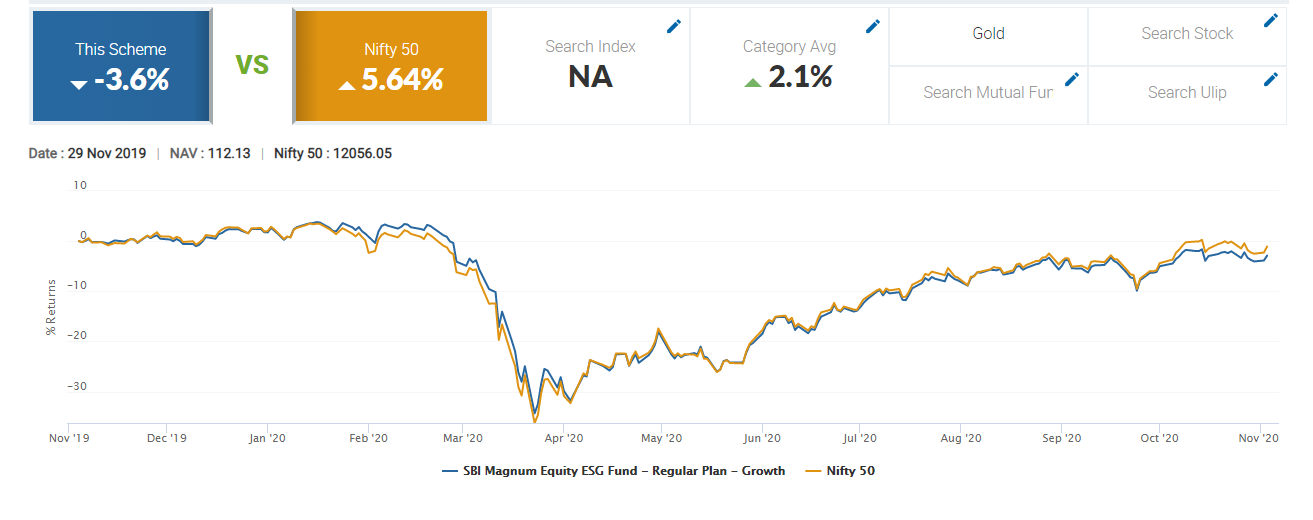 This Scheme
-3.6%
VS
Nifty 50
5.64%
Search Index
NA
Category Avg
2.1%
Gold
Search Stock
Search Mutual Fur
Search Ulip
Date : 29 Nov 2019 | NAV : 112.13 | Nifty 50 : 12056.05
% Returns
10
0
-10
-20
-30
Nov '19 Dec '19 Jan '20 Feb '20 Mar '20 Apr '20 May '20 Jun '20 Jul '20 Aug '20 Sep '20 Oct '20 Nov '20
SBI Magnum Equity ESG Fund - Regular Plan - Growth Nifty 50